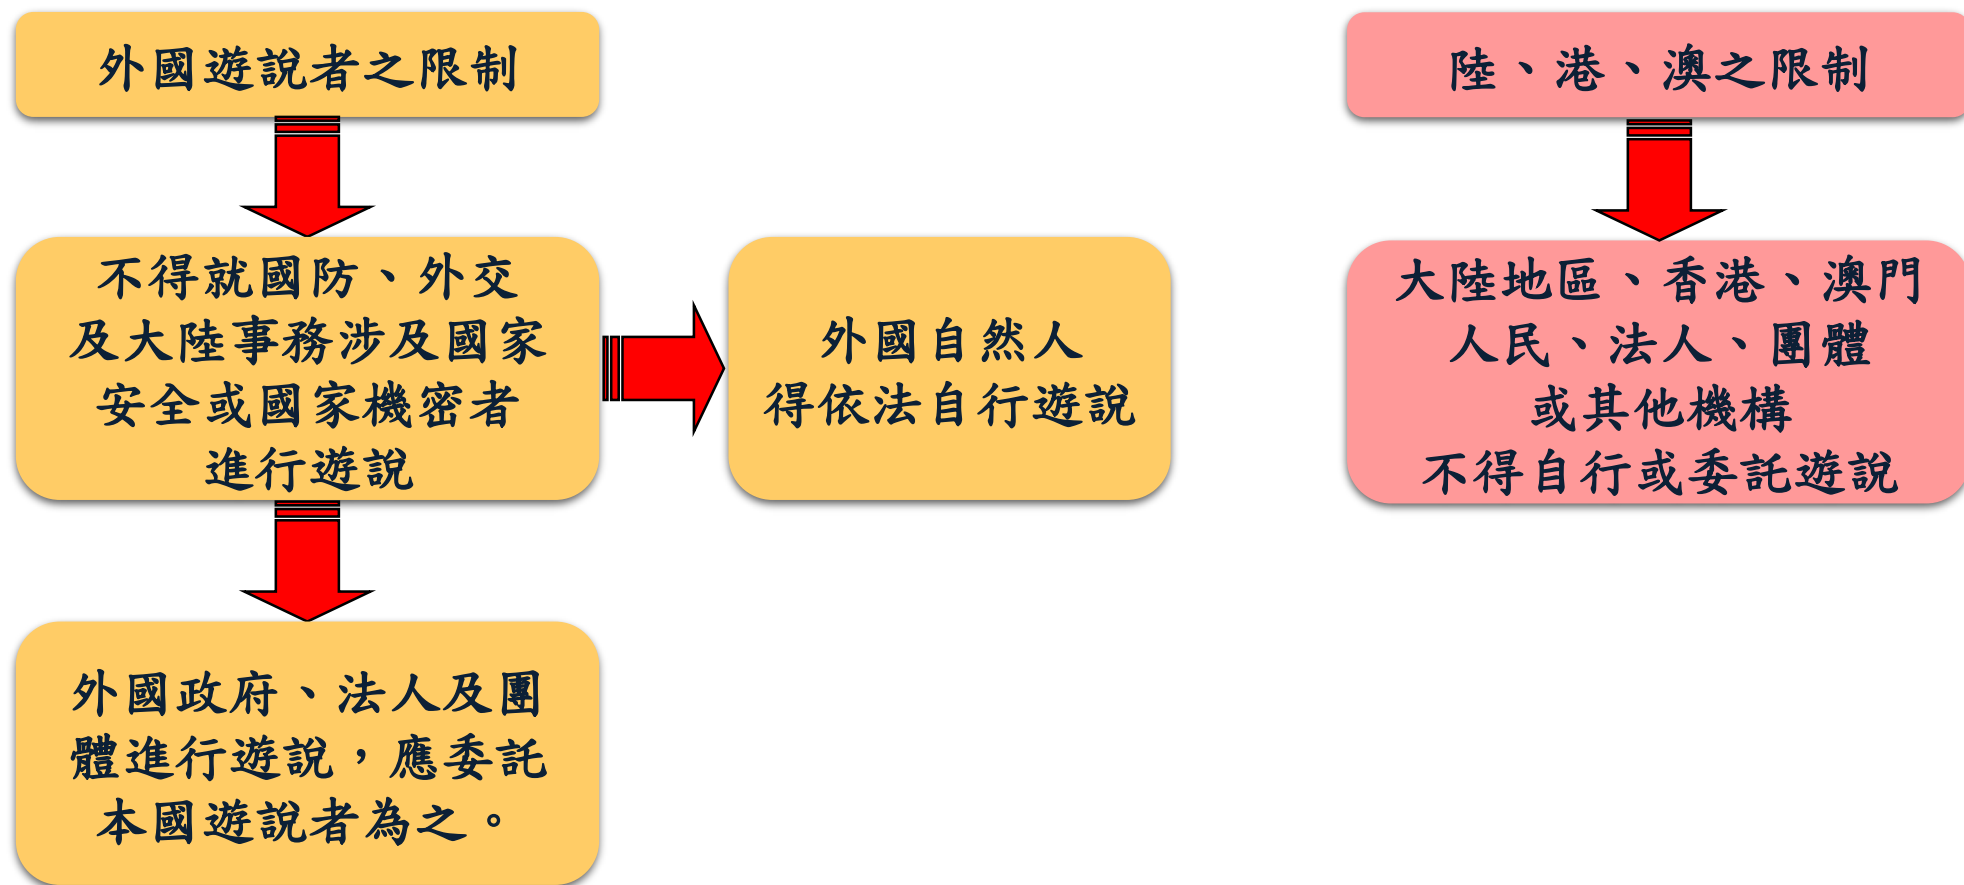 外國遊說者之限制
不得就國防、外交
及大陸事務涉及國家
安全或國家機密者
進行遊說
外國自然人
得依法自行遊說
外國政府、法人及團
體進行遊說，應委託
本國遊說者為之。
陸、港、澳之限制
大陸地區、香港、澳門
人民、法人、團體
或其他機構
不得自行或委託遊說